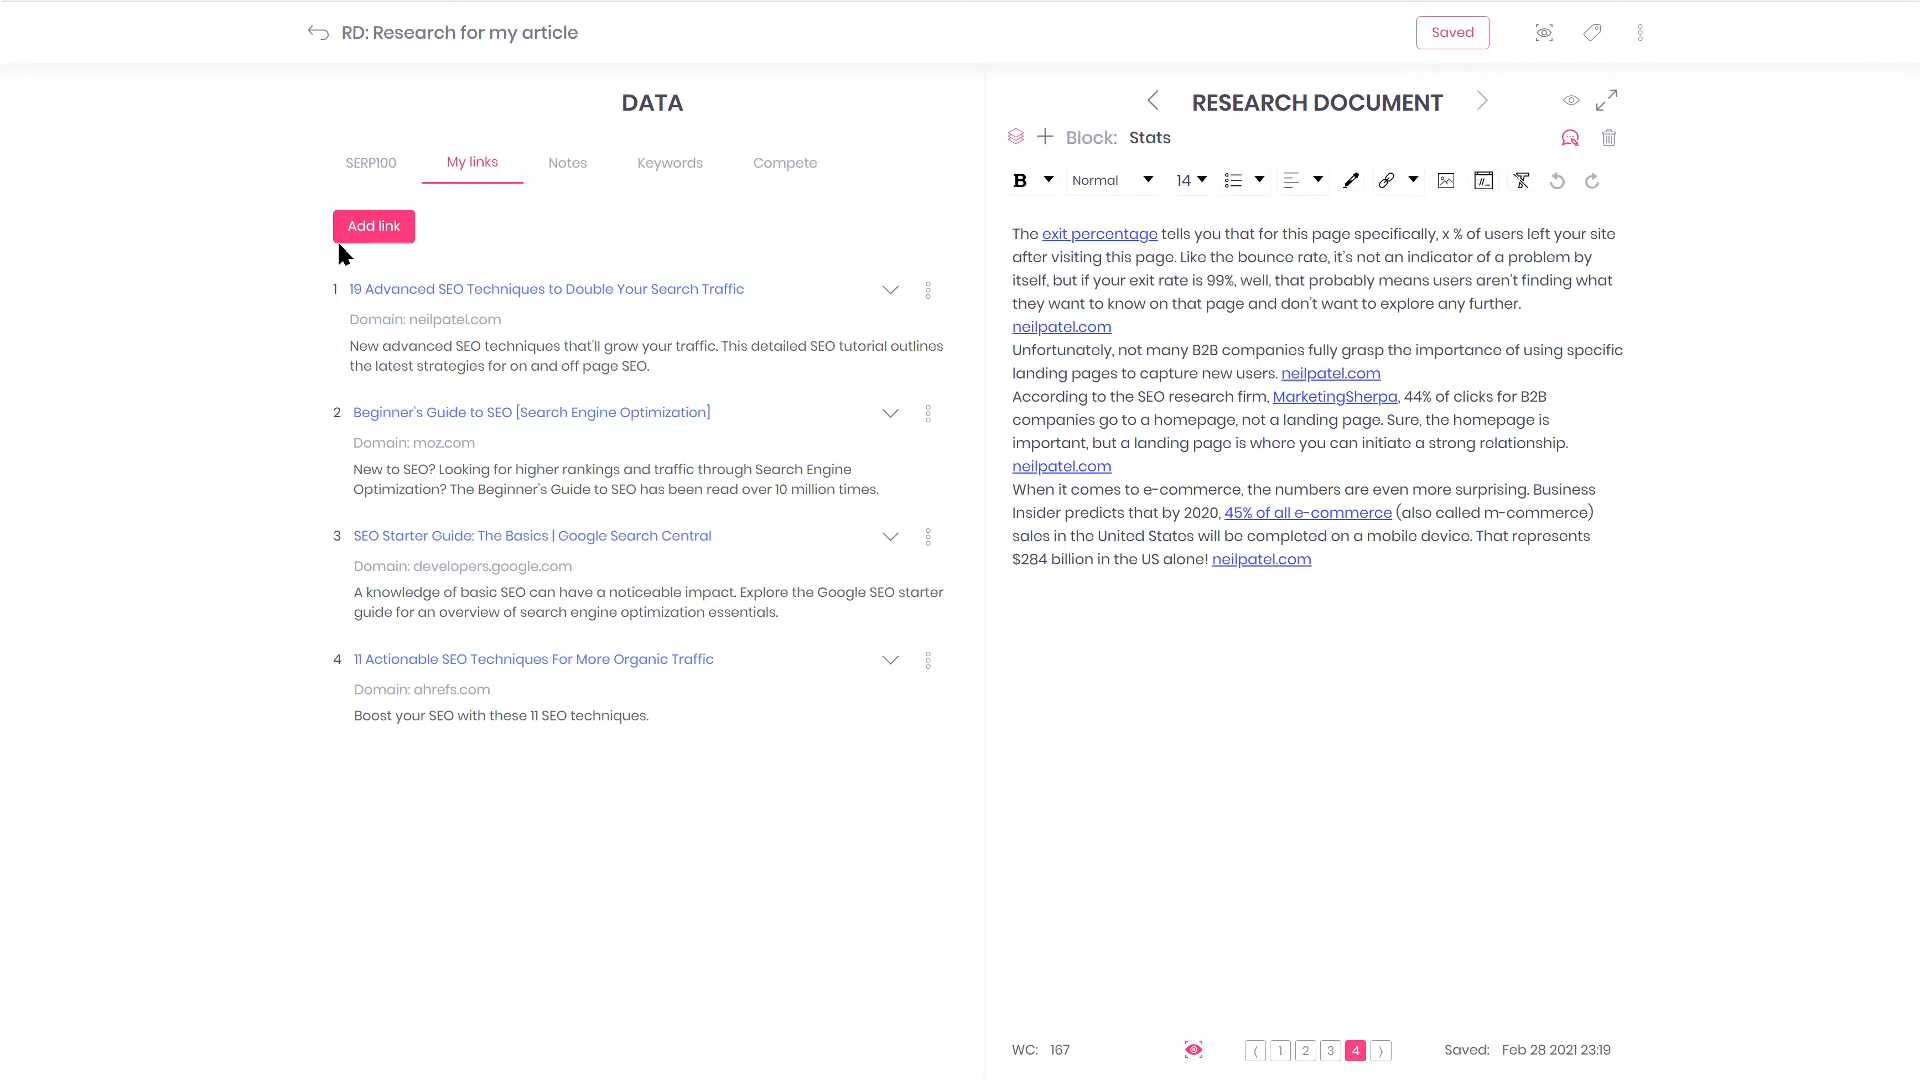 RD: Research for my article
Saved
DATA
SERP100
My links
Notes
Keywords
Compete
Add link
1 19 Advanced SEO Techniques to Double Your Search Traffic
Domain: neilpatel.com
New advanced SEO techniques that'll grow your traffic. This detailed SEO tutorial outlines
the latest strategies for on and off page SEO.
2 Beginner's Guide to SEO [Search Engine Optimization]
Domain: moz.com
New to SEO? Looking for higher rankings and traffic through Search Engine
Optimization? The Beginner's Guide to SEO has been read over 10 million times.
3 SEO Starter Guide: The Basics | Google Search Central
Domain: developers.google.com
A knowledge of basic SEO can have a noticeable impact. Explore the Google SEO starter
guide for an overview of search engine optimization essentials.
4 11 Actionable SEO Techniques For More Organic Traffic
Domain: ahrefs.com
Boost your SEO with these 11 SEO techniques.
RESEARCH DOCUMENT
Block: Stats
B Normal 14
The exit percentage tells you that for this page specifically, x % of users left your site
after visiting this page. Like the bounce rate, it's not an indicator of a problem by
itself, but if your exit rate is 99%, well, that probably means users aren't finding what
they want to know on that page and don't want to explore any further.
neilpatel.com
Unfortunately, not many B2B companies fully grasp the importance of using specific
landing pages to capture new users. neilpatel.com
According to the SEO research firm, MarketingSherpa, 44% of clicks for B2B
companies go to a homepage, not a landing page. Sure, the homepage is
important, but a landing page is where you can initiate a strong relationship.
neilpatel.com
When it comes to e-commerce, the numbers are even more surprising. Business
Insider predicts that by 2020, 45% of all e-commerce (also called m-commerce)
sales in the United States will be completed on a mobile device. That represents
$284 billion in the US alone! neilpatel.com
WC: 167
1 2 3 4
Saved: Feb 28 2021 23:19